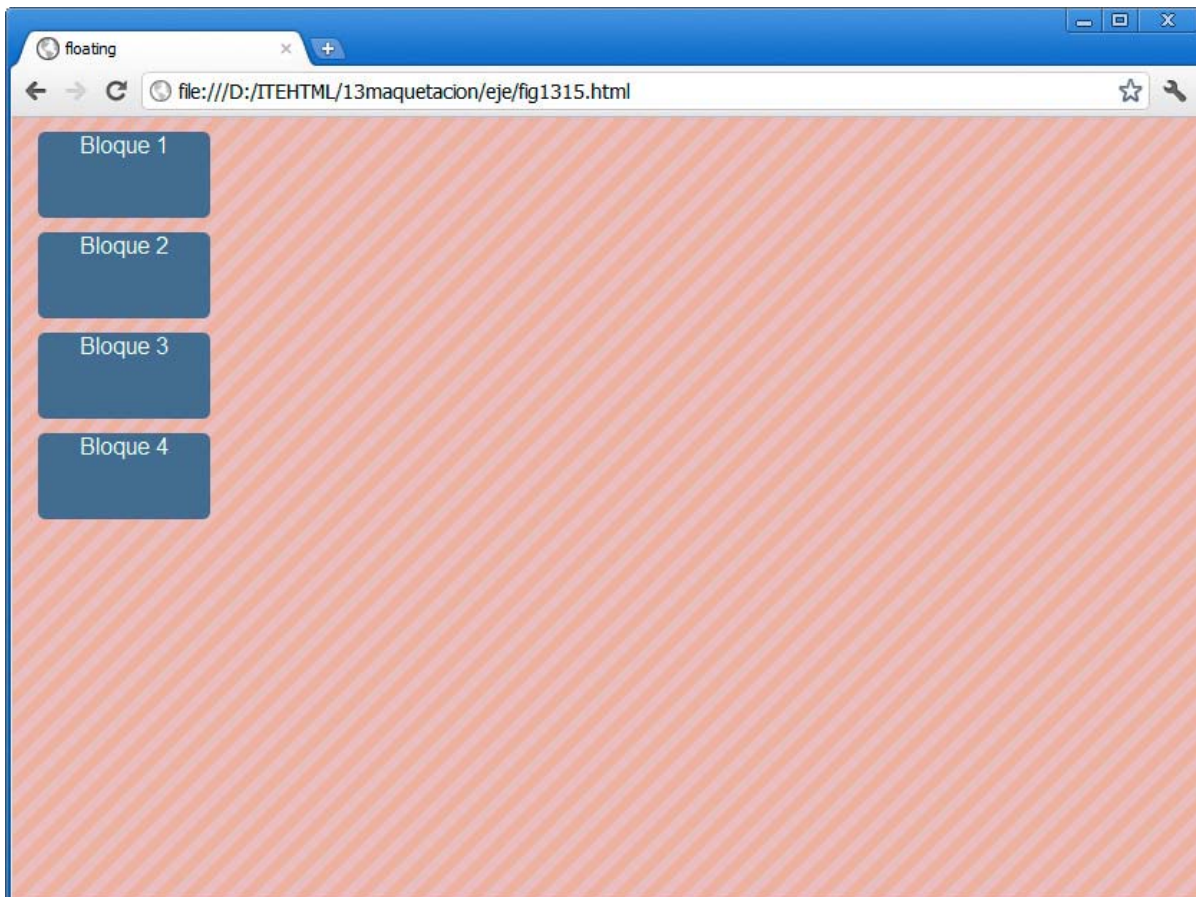 floating
file:///D:/ITEHTML/13maquetacion/eje/fig1315.html
Bloque 1
Bloque 2
Bloque 3
Bloque 4